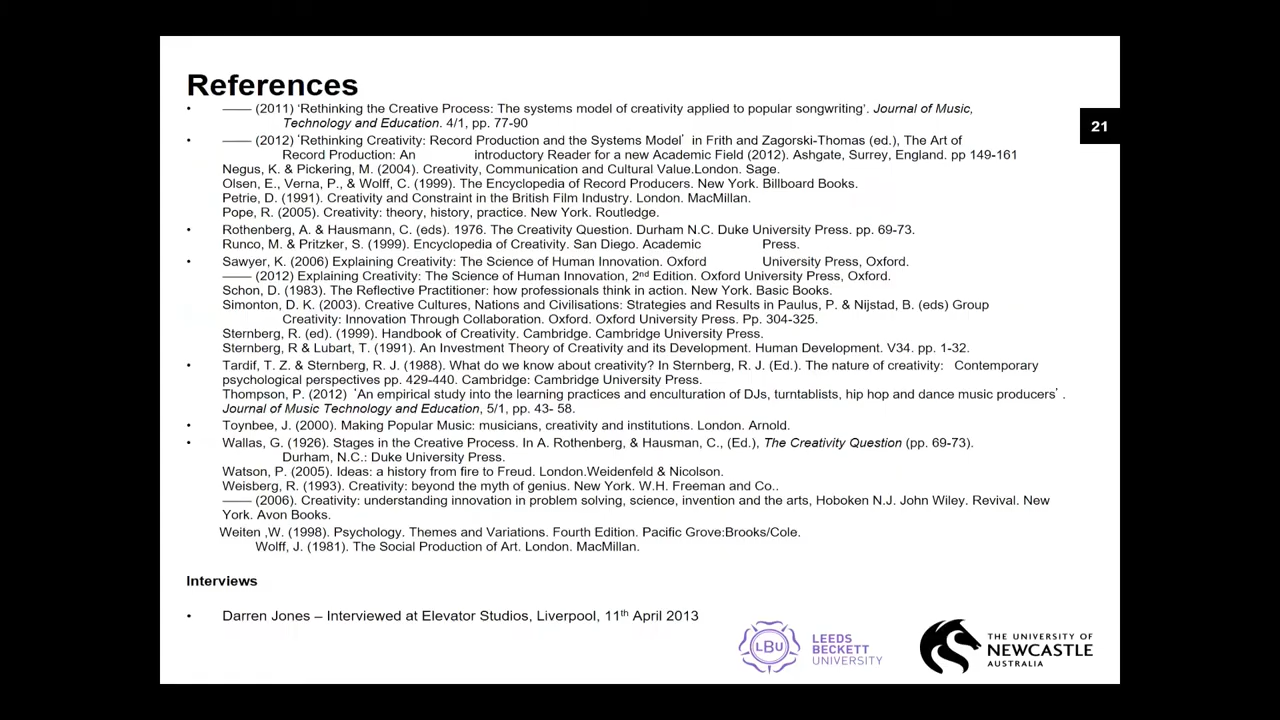 References
• —— (2011) 'Rethinking the Creative Process: The systems model of creativity applied to popular songwriting'. Journal of Music,
Technology and Education. 4/1, pp. 77-90
21
• —— (2012) 'Rethinking Creativity: Record Production and the Systems Model' in Frith and Zagorski-Thomas (ed.), The Art of
Record Production: An introductory Reader for a new Academic Field (2012). Ashgate, Surrey, England. pp 149-161
Negus, K. & Pickering, M. (2004). Creativity, Communication and Cultural Value.London. Sage.
Olsen, E., Verna, P., & Wolff, C. (1999). The Encyclopedia of Record Producers. New York. Billboard Books.
Petrie, D. (1991). Creativity and Constraint in the British Film Industry. London. MacMillan.
Pope, R. (2005). Creativity: theory, history, practice. New York. Routledge.
• Rothenberg, A. & Hausmann, C. (eds). 1976. The Creativity Question. Durham N.C. Duke University Press. pp. 69-73.
Runco, M. & Pritzker, S. (1999). Encyclopedia of Creativity. San Diego. Academic Press.
• Sawyer, K. (2006) Explaining Creativity: The Science of Human Innovation. Oxford University Press, Oxford.
—— (2012) Explaining Creativity: The Science of Human Innovation, 2nd Edition. Oxford University Press, Oxford.
Schon, D. (1983). The Reflective Practitioner: how professionals think in action. New York. Basic Books.
Simonton, D. K. (2003). Creative Cultures, Nations and Civilisations: Strategies and Results in Paulus, P. & Nijstad, B. (eds) Group
Creativity: Innovation Through Collaboration. Oxford. Oxford University Press. Pp. 304-325.
Sternberg, R. (ed). (1999). Handbook of Creativity. Cambridge. Cambridge University Press.
Sternberg, R & Lubart, T. (1991). An Investment Theory of Creativity and its Development. Human Development. V34. pp. 1-32.
• Tardif, T. Z. & Sternberg, R. J. (1988). What do we know about creativity? In Sternberg, R. J. (Ed.). The nature of creativity: Contemporary
psychological perspectives pp. 429-440. Cambridge: Cambridge University Press.
Thompson, P. (2012) 'An empirical study into the learning practices and enculturation of DJs, turntablists, hip hop and dance music producers' .
Journal of Music Technology and Education, 5/1, pp. 43- 58.
• Toynbee, J. (2000). Making Popular Music: musicians, creativity and institutions. London. Arnold.
• Wallas, G. (1926). Stages in the Creative Process. In A. Rothenberg, & Hausman, C., (Ed.), The Creativity Question (pp. 69-73).
Durham, N.C.: Duke University Press.
Watson, P. (2005). Ideas: a history from fire to Freud. London.Weidenfeld & Nicolson.
Weisberg, R. (1993). Creativity: beyond the myth of genius. New York. W.H. Freeman and Co..
—— (2006). Creativity: understanding innovation in problem solving, science, invention and the arts, Hoboken N.J. John Wiley. Revival. New
York. Avon Books.
Weiten ,W. (1998). Psychology. Themes and Variations. Fourth Edition. Pacific Grove:Brooks/Cole.
Wolff, J. (1981). The Social Production of Art. London. MacMillan.
Interviews
• Darren Jones – Interviewed at Elevator Studios, Liverpool, 11th April 2013
LBU
LEEDS
BECKETT
UNIVERSITY
THE UNIVERSITY OF
NEWCASTLE
AUSTRALIA